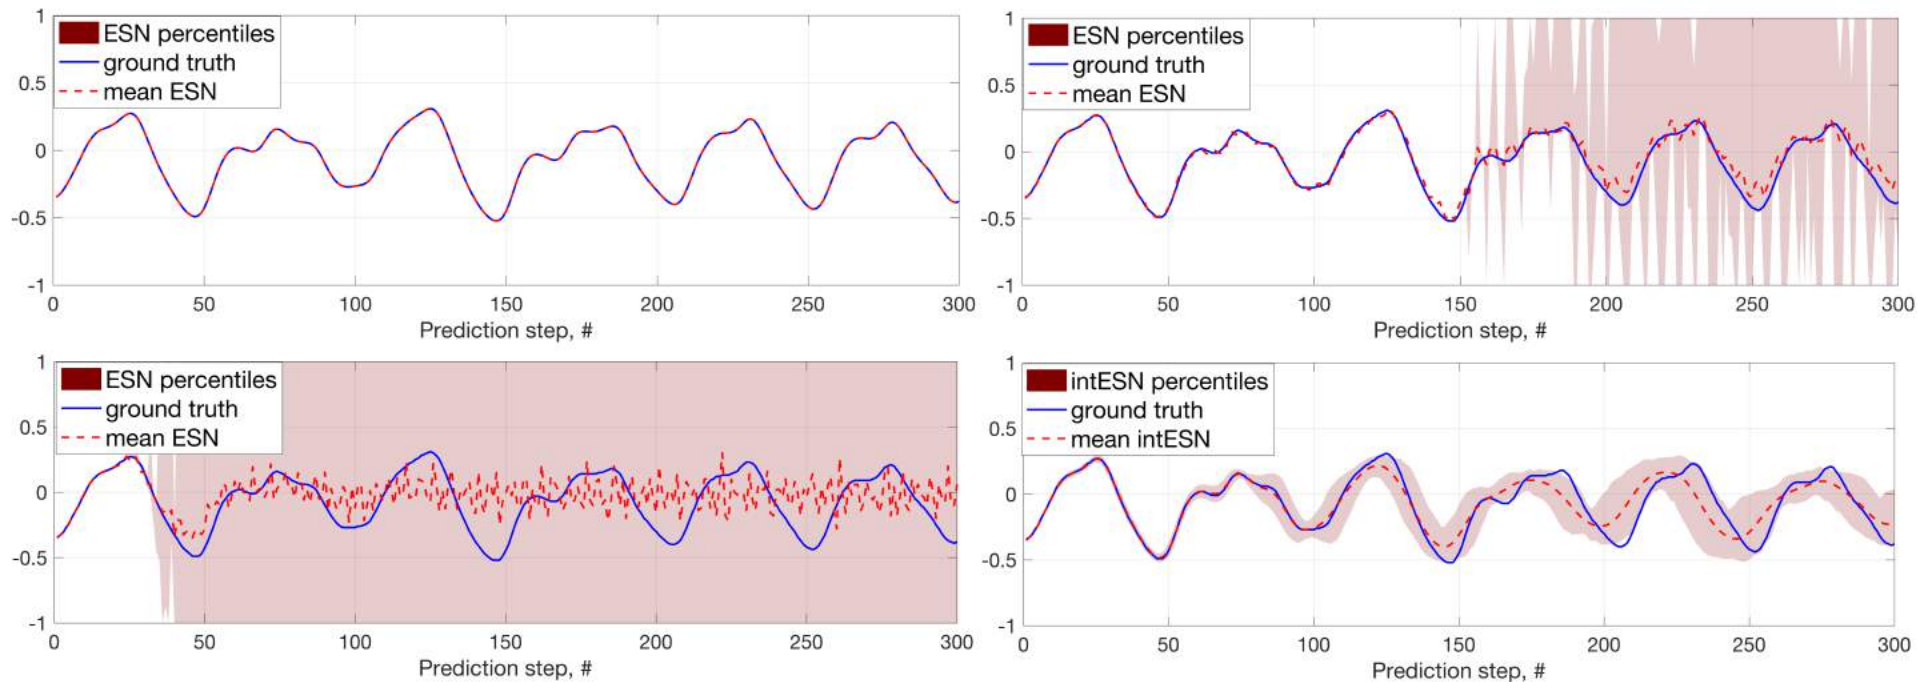 1
ESN percentiles
ground truth
mean ESN
0.5
0
-0.5
-1
0 50 100 150 200 250 300
Prediction step, #
1
ESN percentiles
ground truth
mean ESN
0.5
0
-0.5
-1
0 50 100 150 200 250 300
Prediction step, #
1
ESN percentiles
ground truth
mean ESN
0.5
0
-0.5
-1
0 50 100 150 200 250 300
Prediction step, #
1
intESN percentiles
ground truth
mean intESN
0.5
0
-0.5
-1
0 50 100 150 200 250 300
Prediction step, #